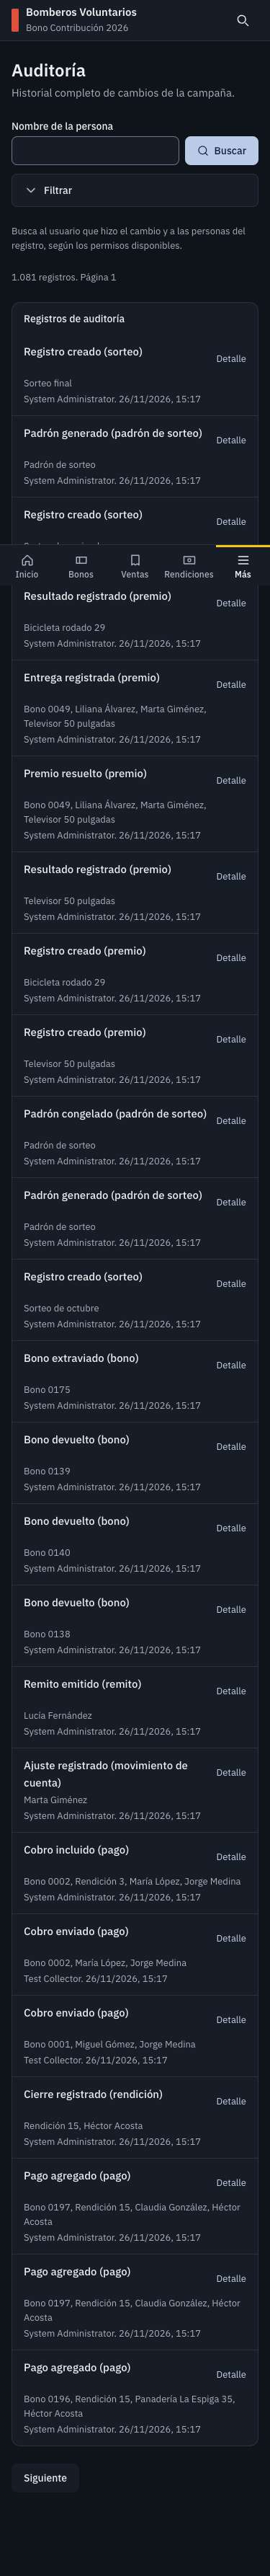 Bomberos Voluntarios
Bono Contribución 2026
Auditoría
Historial completo de cambios de la campaña.
Nombre de la persona
Buscar
Filtrar
Busca al usuario que hizo el cambio y a las personas del
registro, según los permisos disponibles.
1.081 registros. Página 1
Registros de auditoría
Registro creado (sorteo)
Detalle
Sorteo final
System Administrator. 26/11/2026, 15:17
Padrón generado (padrón de sorteo)
Detalle
Padrón de sorteo
System Administrator. 26/11/2026, 15:17
Registro creado (sorteo)
Detalle
Inicio
Bonos
Ventas
Rendiciones
Más
Resultado registrado (premio)
Detalle
Bicicleta rodado 29
System Administrator. 26/11/2026, 15:17
Entrega registrada (premio)
Detalle
Bono 0049, Liliana Álvarez, Marta Giménez,
Televisor 50 pulgadas
System Administrator. 26/11/2026, 15:17
Premio resuelto (premio)
Detalle
Bono 0049, Liliana Álvarez, Marta Giménez,
Televisor 50 pulgadas
System Administrator. 26/11/2026, 15:17
Resultado registrado (premio)
Detalle
Televisor 50 pulgadas
System Administrator. 26/11/2026, 15:17
Registro creado (premio)
Detalle
Bicicleta rodado 29
System Administrator. 26/11/2026, 15:17
Registro creado (premio)
Detalle
Televisor 50 pulgadas
System Administrator. 26/11/2026, 15:17
Padrón congelado (padrón de sorteo)
Detalle
Padrón de sorteo
System Administrator. 26/11/2026, 15:17
Padrón generado (padrón de sorteo)
Detalle
Padrón de sorteo
System Administrator. 26/11/2026, 15:17
Registro creado (sorteo)
Detalle
Sorteo de octubre
System Administrator. 26/11/2026, 15:17
Bono extraviado (bono)
Detalle
Bono 0175
System Administrator. 26/11/2026, 15:17
Bono devuelto (bono)
Detalle
Bono 0139
System Administrator. 26/11/2026, 15:17
Bono devuelto (bono)
Detalle
Bono 0140
System Administrator. 26/11/2026, 15:17
Bono devuelto (bono)
Detalle
Bono 0138
System Administrator. 26/11/2026, 15:17
Remito emitido (remito)
Detalle
Lucía Fernández
System Administrator. 26/11/2026, 15:17
Ajuste registrado (movimiento de
cuenta)
Detalle
Marta Giménez
System Administrator. 26/11/2026, 15:17
Cobro incluido (pago)
Detalle
Bono 0002, Rendición 3, María López, Jorge Medina
System Administrator. 26/11/2026, 15:17
Cobro enviado (pago)
Detalle
Bono 0002, María López, Jorge Medina
Test Collector. 26/11/2026, 15:17
Cobro enviado (pago)
Detalle
Bono 0001, Miguel Gómez, Jorge Medina
Test Collector. 26/11/2026, 15:17
Cierre registrado (rendición)
Detalle
Rendición 15, Héctor Acosta
System Administrator. 26/11/2026, 15:17
Pago agregado (pago)
Detalle
Bono 0197, Rendición 15, Claudia González, Héctor
Acosta
System Administrator. 26/11/2026, 15:17
Pago agregado (pago)
Detalle
Bono 0197, Rendición 15, Claudia González, Héctor
Acosta
System Administrator. 26/11/2026, 15:17
Pago agregado (pago)
Detalle
Bono 0196, Rendición 15, Panadería La Espiga 35,
Héctor Acosta
System Administrator. 26/11/2026, 15:17
Siguiente